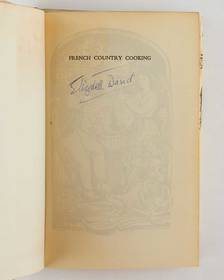 FRENCH COUNTRY COOKING
Elizabeth David